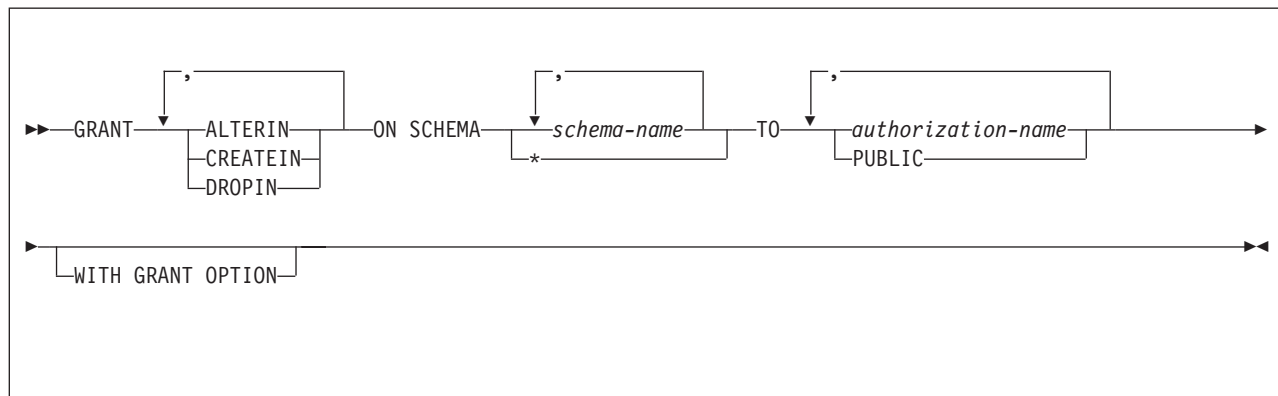 , , ,
GRANT ALTERIN ON SCHEMA schema-name TO authorization-name
CREATEIN * PUBLIC
DROPIN
WITH GRANT OPTION